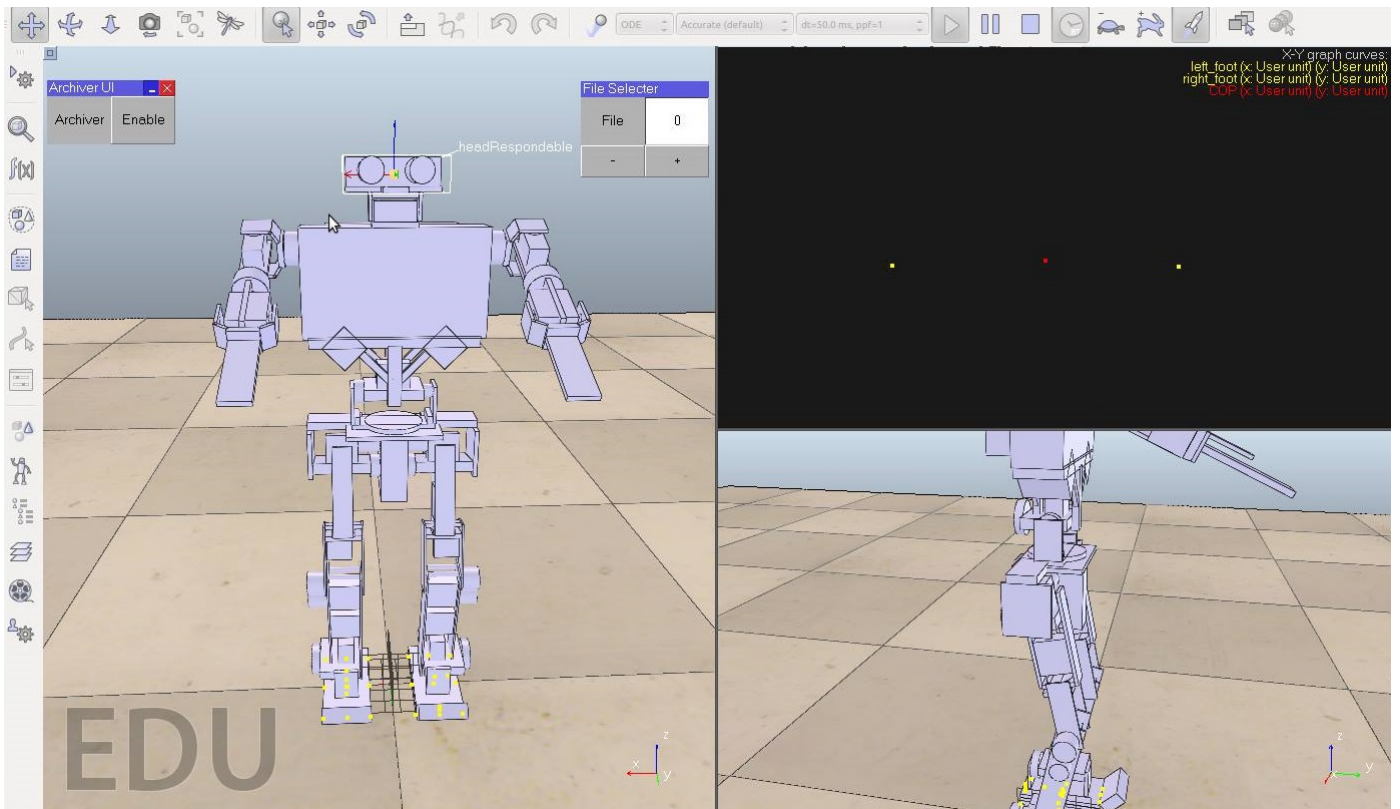 ODE
Accurate (default)
dt=50.0 ms, ppf=1
f(x)
Archiver UI
Archiver
Enable
File Selecter
File
0
-
+
headRespondable
X-Y graph curves:
left_foot (x: User unit) (y: User unit)
right_foot (x: User unit) (y: User unit)
COP (x: User unit) (y: User unit)
EDU
z
x
y
z
x
y